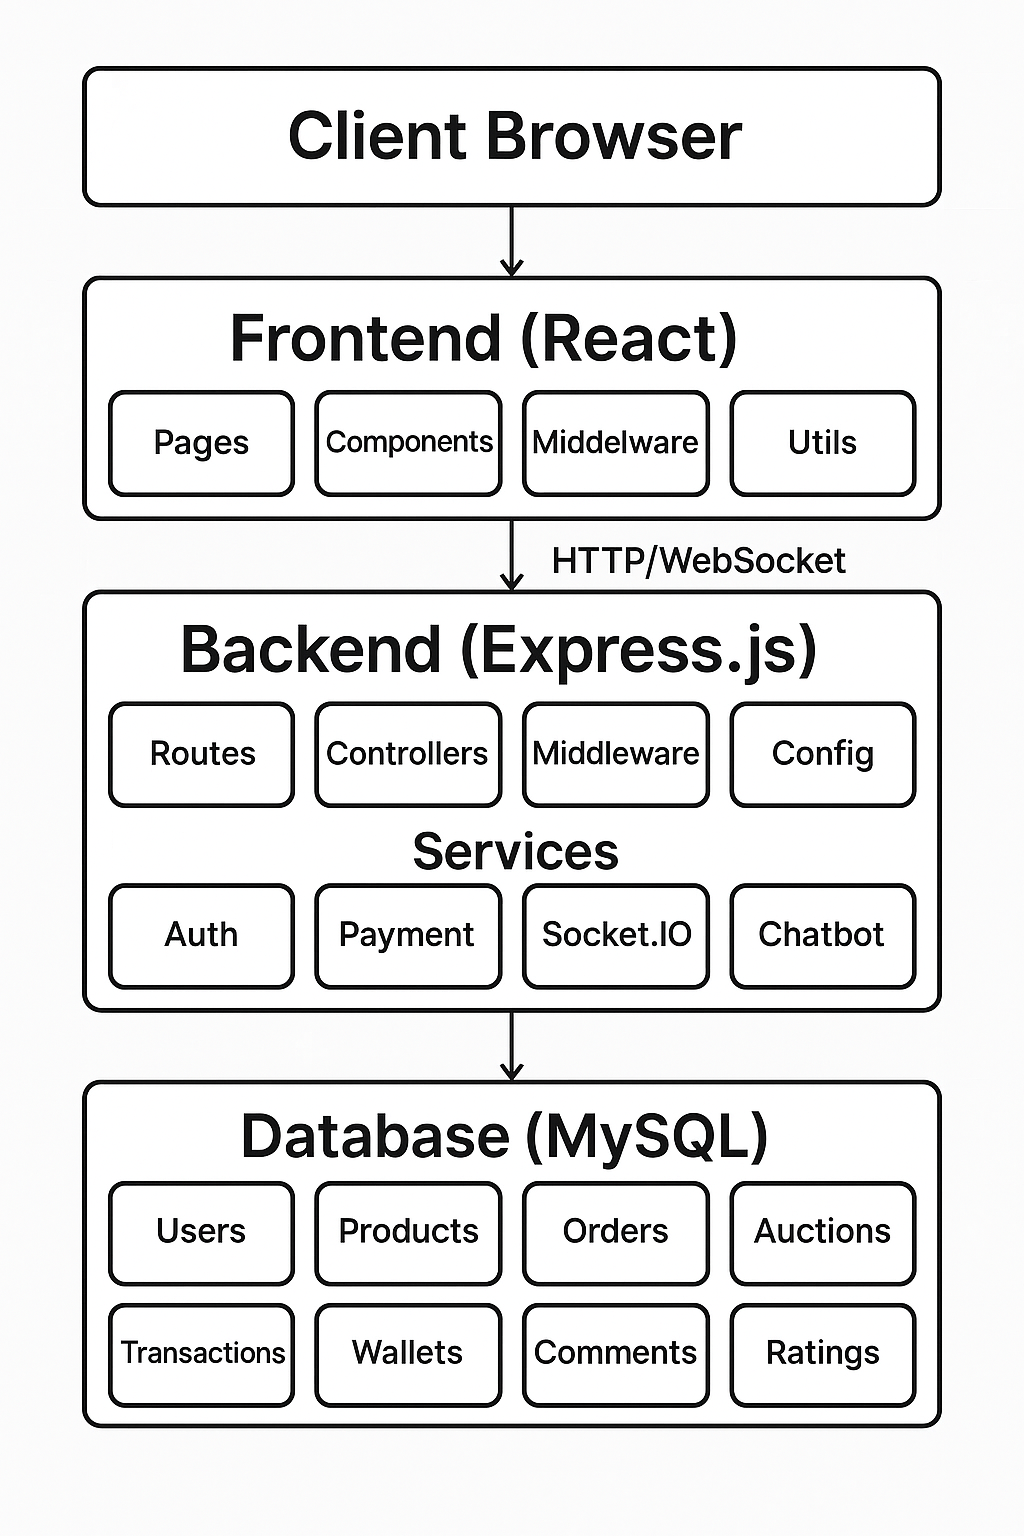 Client Browser
Frontend (React)
Pages
Components
Middelware
Utils
HTTP/WebSocket
Backend (Express.js)
Routes
Controllers
Middleware
Config
Services
Auth
Payment
Socket.IO
Chatbot
Database (MySQL)
Users
Products
Orders
Auctions
Transactions
Wallets
Comments
Ratings